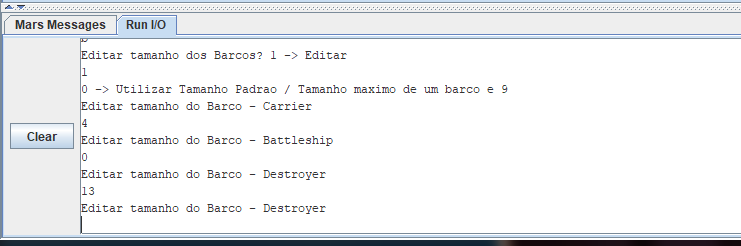 Mars Messages Run I/O
Editar tamanho dos Barcos? 1 -> Editar
1
0 -> Utilizar Tamanho Padrao / Tamanho maximo de um barco e 9
Editar tamanho do Barco - Carrier
4
Clear
Editar tamanho do Barco - Battleship
0
Editar tamanho do Barco - Destroyer
13
Editar tamanho do Barco - Destroyer